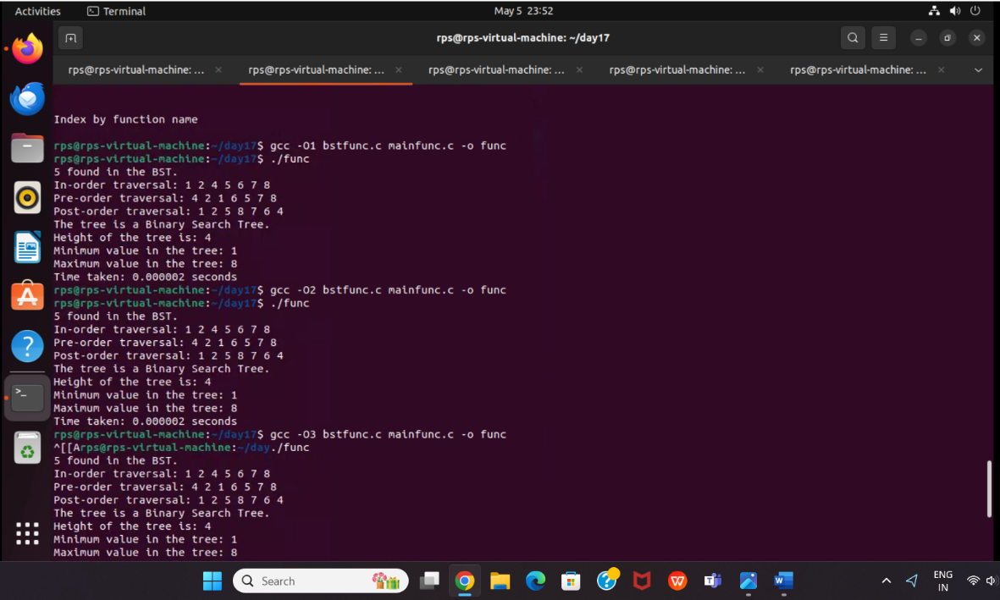 Activities Terminal May 5 23:52
rps@rps-virtual-machine: ~/day17
rps@rps-virtual-machine: ... × rps@rps-virtual-machine: ... × rps@rps-virtual-machine: ... × rps@rps-virtual-machine: ... × rps@rps-virtual-machine: ... ×
Index by function name
rps@rps-virtual-machine:~/day17$ gcc -O1 bstfunc.c mainfunc.c -o func
rps@rps-virtual-machine:~/day17$ ./func
5 found in the BST.
In-order traversal: 1 2 4 5 6 7 8
Pre-order traversal: 4 2 1 6 5 7 8
Post-order traversal: 1 2 5 8 7 6 4
The tree is a Binary Search Tree.
Height of the tree is: 4
Minimum value in the tree: 1
Maximum value in the tree: 8
Time taken: 0.000002 seconds
rps@rps-virtual-machine:~/day17$ gcc -O2 bstfunc.c mainfunc.c -o func
rps@rps-virtual-machine:~/day17$ ./func
5 found in the BST.
In-order traversal: 1 2 4 5 6 7 8
Pre-order traversal: 4 2 1 6 5 7 8
Post-order traversal: 1 2 5 8 7 6 4
The tree is a Binary Search Tree.
Height of the tree is: 4
Minimum value in the tree: 1
Maximum value in the tree: 8
Time taken: 0.000002 seconds
rps@rps-virtual-machine:~/day17$ gcc -O3 bstfunc.c mainfunc.c -o func
^[[Arps@rps-virtual-machine:~/day./func
5 found in the BST.
In-order traversal: 1 2 4 5 6 7 8
Pre-order traversal: 4 2 1 6 5 7 8
Post-order traversal: 1 2 5 8 7 6 4
The tree is a Binary Search Tree.
Height of the tree is: 4
Minimum value in the tree: 1
Maximum value in the tree: 8
Search
ENG
IN